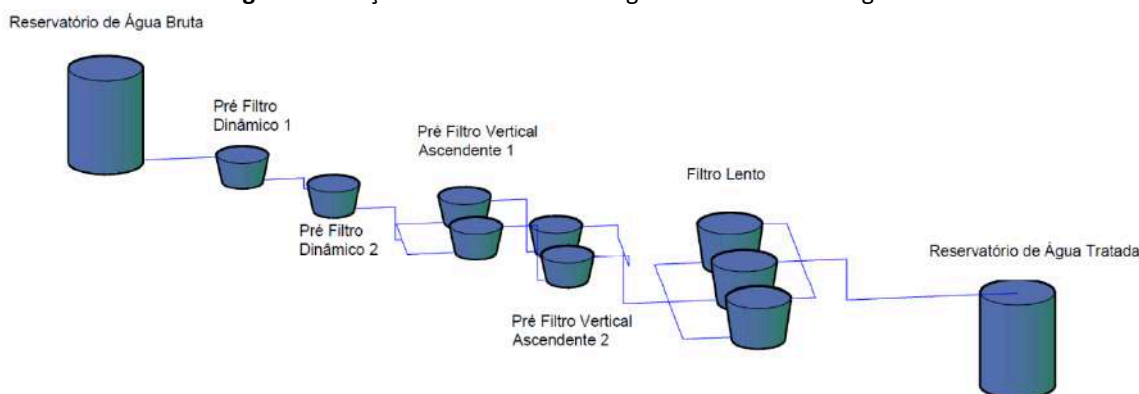 Reservatório de Água Bruta
Pré Filtro
Dinâmico 1
Pré Filtro Vertical
Ascendente 1
Filtro Lento
Pré Filtro
Dinâmico 2
Reservatório de Água Tratada
Pré Filtro Vertical
Ascendente 2